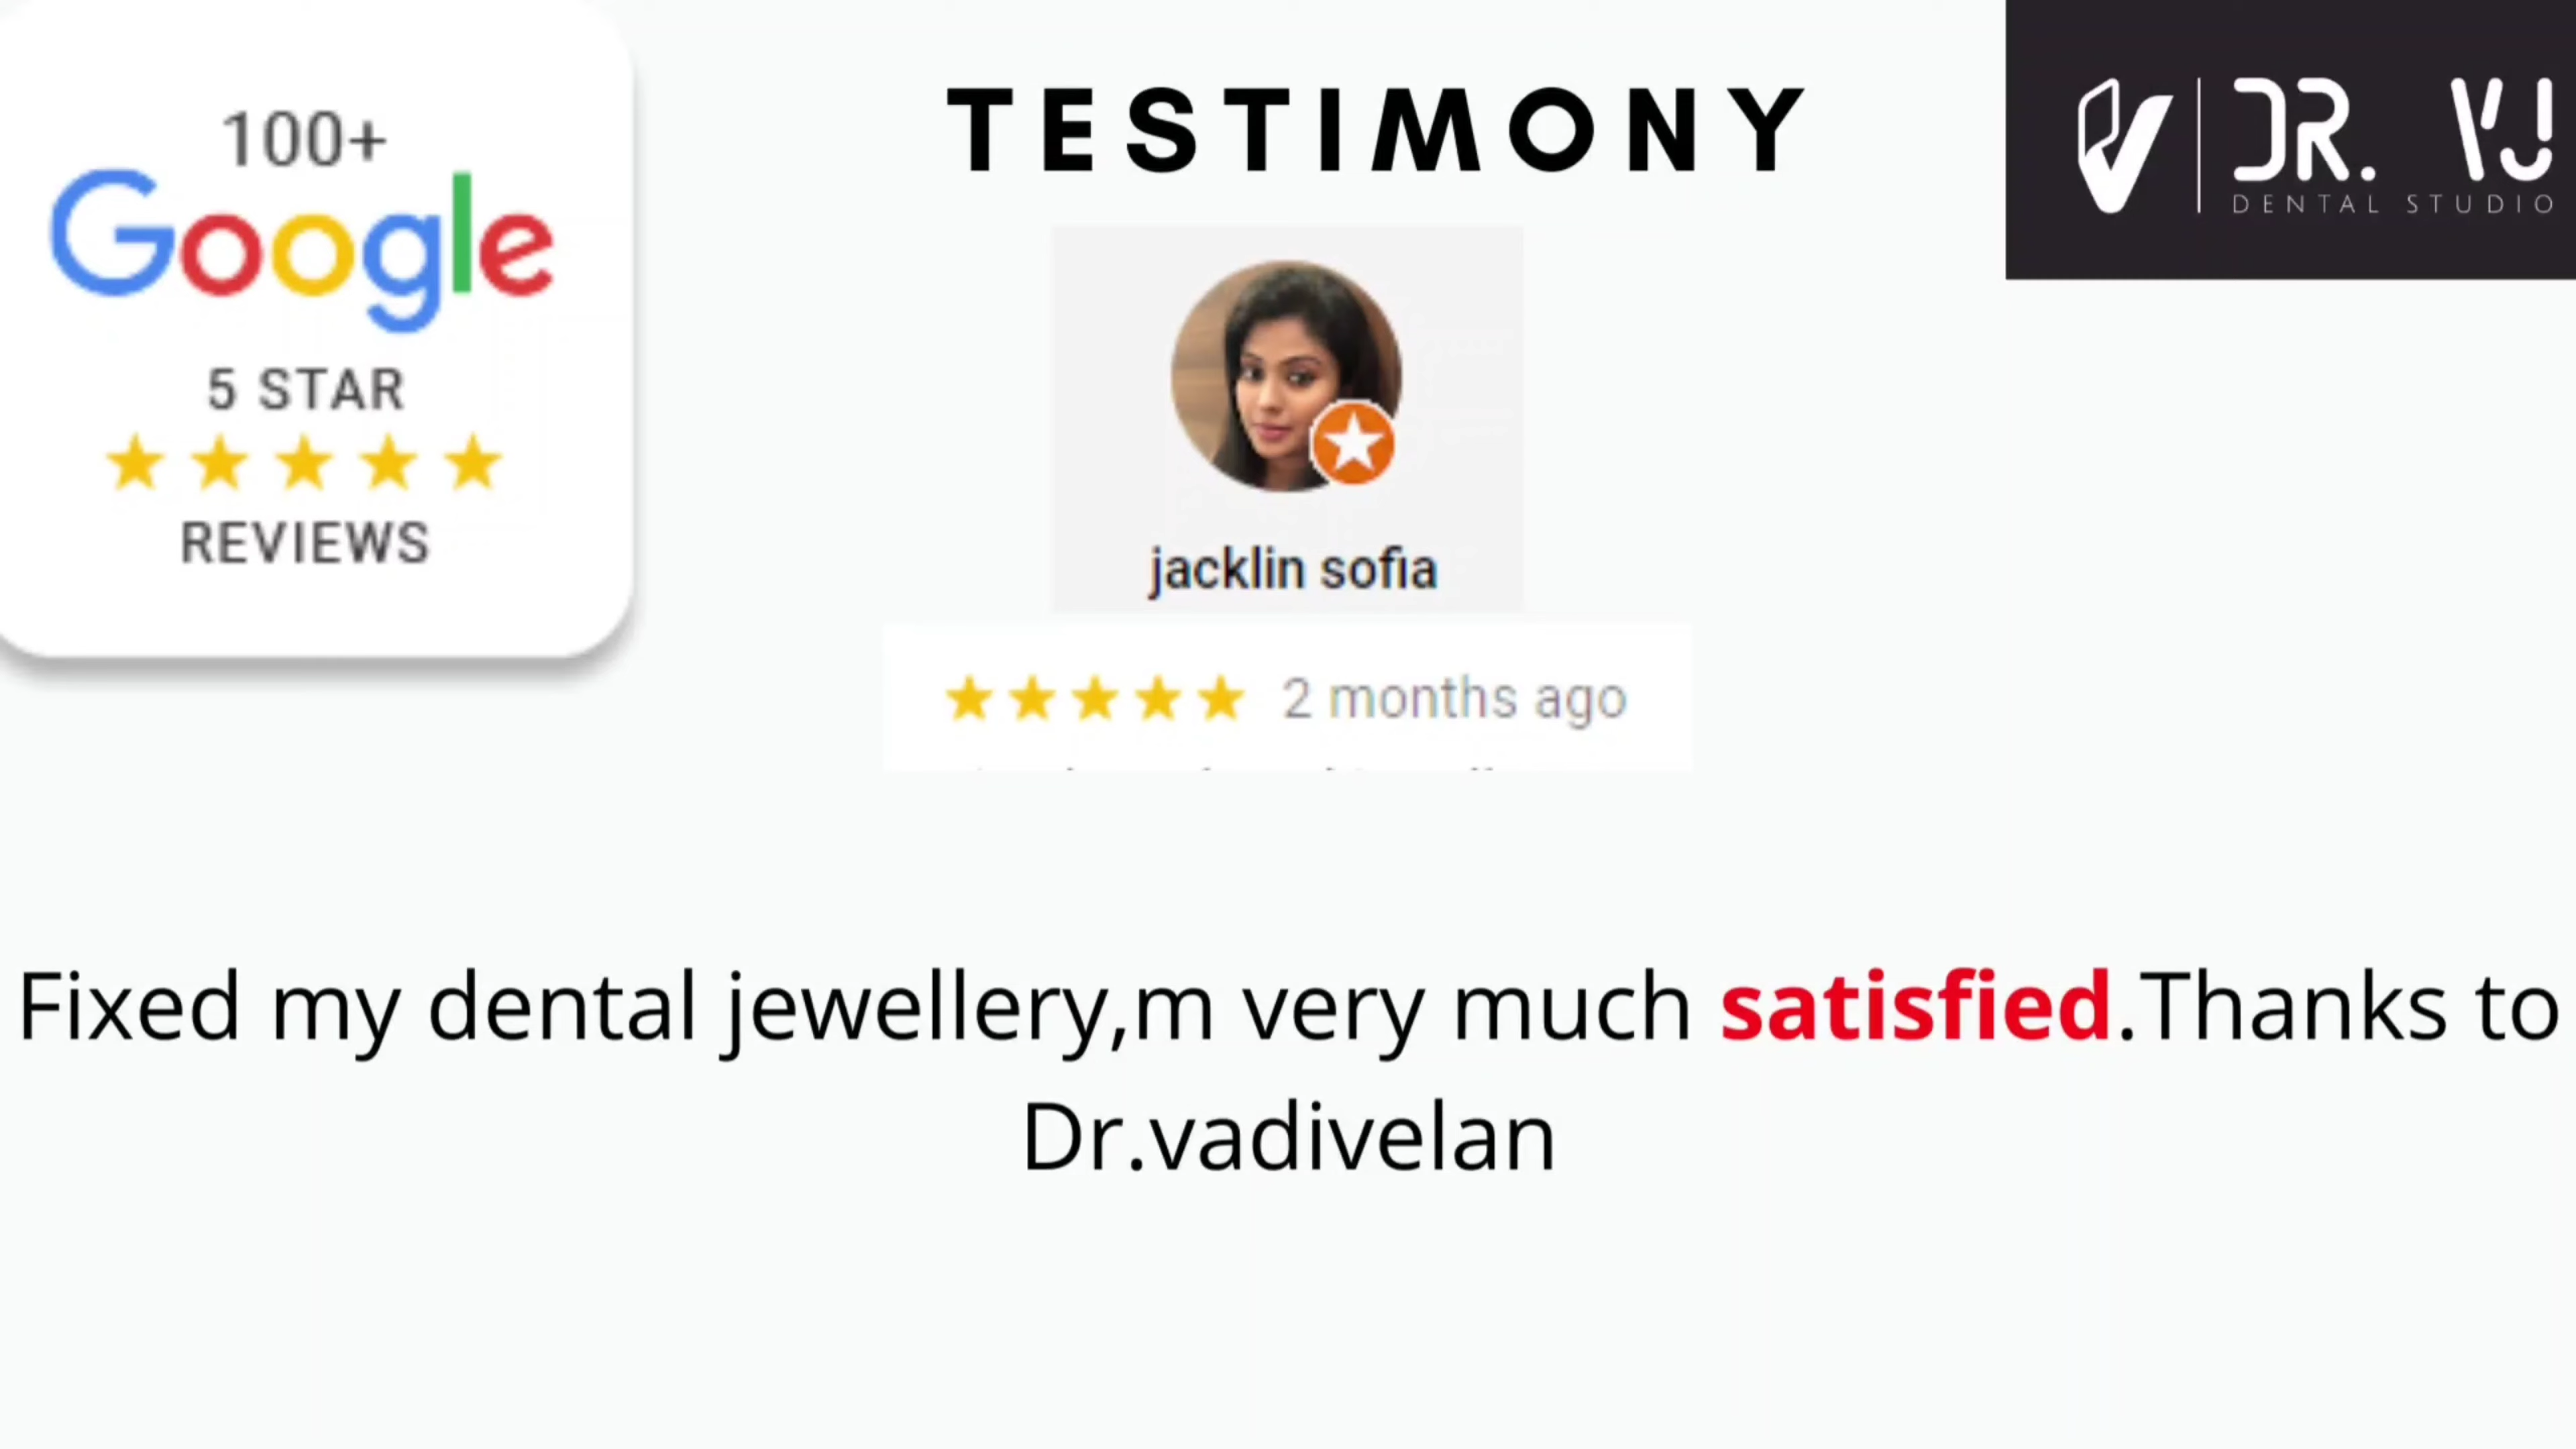 100+
Google
5 STAR
REVIEWS
TESTIMONY
DR. VJ
DENTAL STUDIO
jacklin sofia
2 months ago
Fixed my dental jewellery,m very much satisfied.Thanks to
Dr.vadivelan